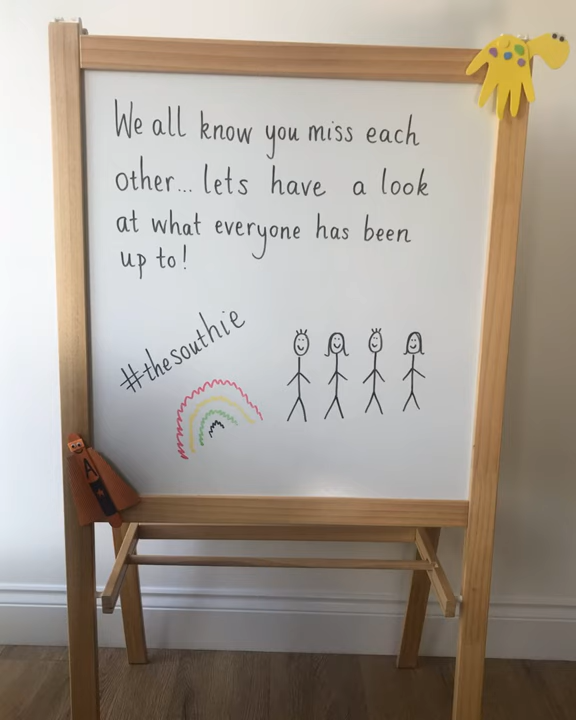 We all know you miss each
other... lets have a look
at what everyone has been
up to!
#thesouthie
A